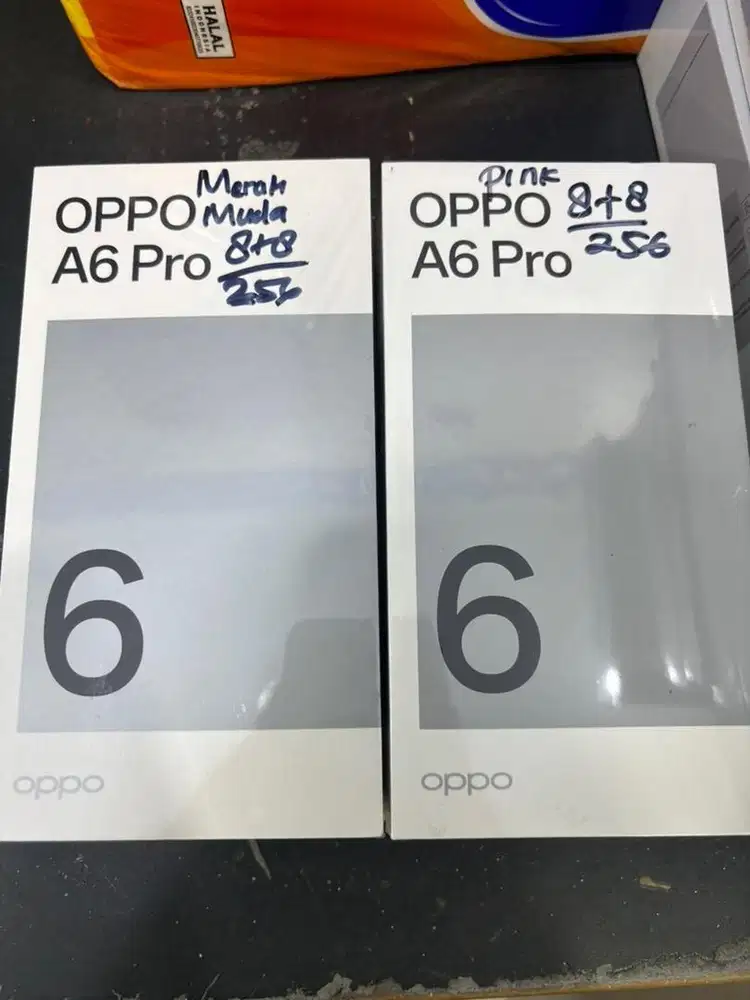 HALAL
INDONESIA
OPPO
A6 Pro
Merah
Muda
8+8
256
6
oppo
Pink
OPPO
A6 Pro
8+8
256
6
oppo